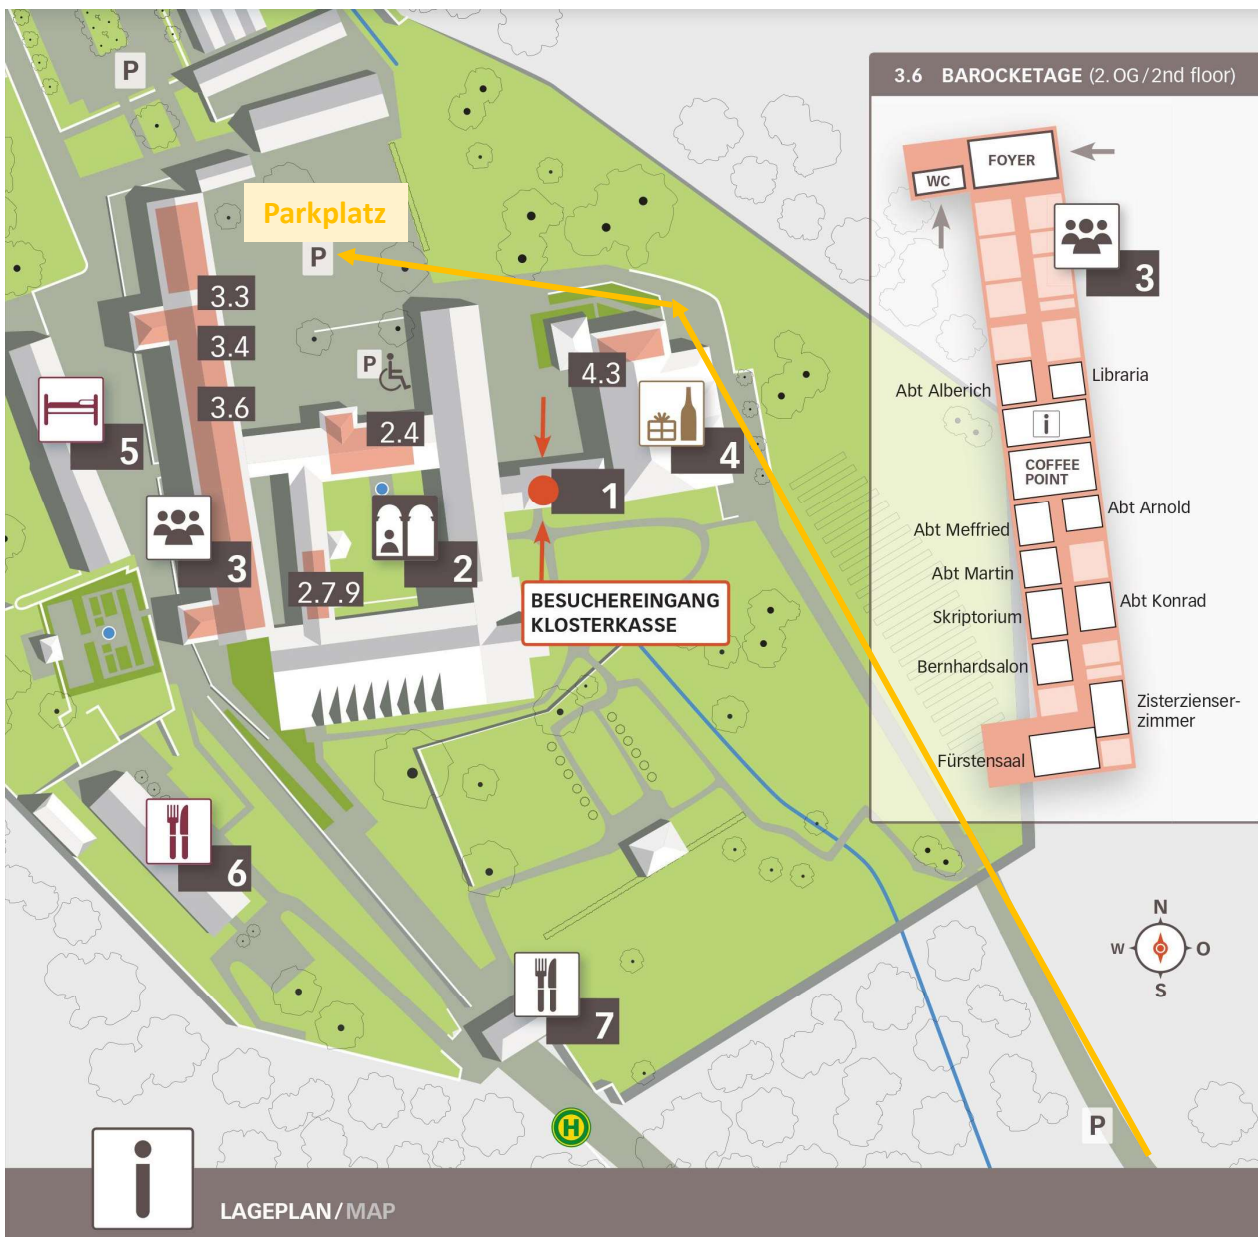 P
3.6 BAROCKETAGE (2. OG / 2nd floor)
FOYER
WC
Parkplatz
P
3
3.3
3.4
P
4.3
3.6
Abt Alberich
Libraria
i
2.4
5
4
COFFEE
POINT
1
Abt Arnold
Abt Meffried
3
2
2.7.9
Abt Martin
BESUCHEREINGANG
KLOSTERKASSE
Abt Konrad
Skriptorium
Bernhardsalon
Zisterzienser-
zimmer
Fürstensaal
6
N
W O
S
7
H
P
i
LAGEPLAN / MAP